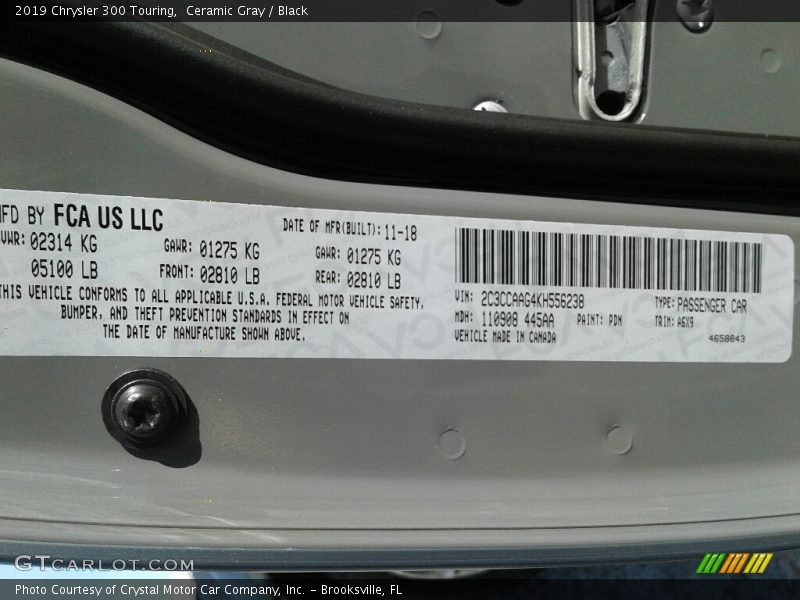 2019 Chrysler 300 Touring, Ceramic Gray / Black
MFD BY FCA US LLC
DATE OF MFR(BUILT): 11-18
GVWR: 02314 KG GAWR: 01275 KG GAWR: 01275 KG
05100 LB FRONT: 02810 LB REAR: 02810 LB
THIS VEHICLE CONFORMS TO ALL APPLICABLE U.S.A. FEDERAL MOTOR VEHICLE SAFETY,
BUMPER, AND THEFT PREVENTION STANDARDS IN EFFECT ON
THE DATE OF MANUFACTURE SHOWN ABOVE.
VIN: 2C3CCAAG4KH556238 TYPE: PASSENGER CAR
MDH: 110908 445AA PAINT: PDN TRIM: A6X9
VEHICLE MADE IN CANADA 4658843
GTCARLOT.COM
Photo Courtesy of Crystal Motor Car Company, Inc. – Brooksville, FL